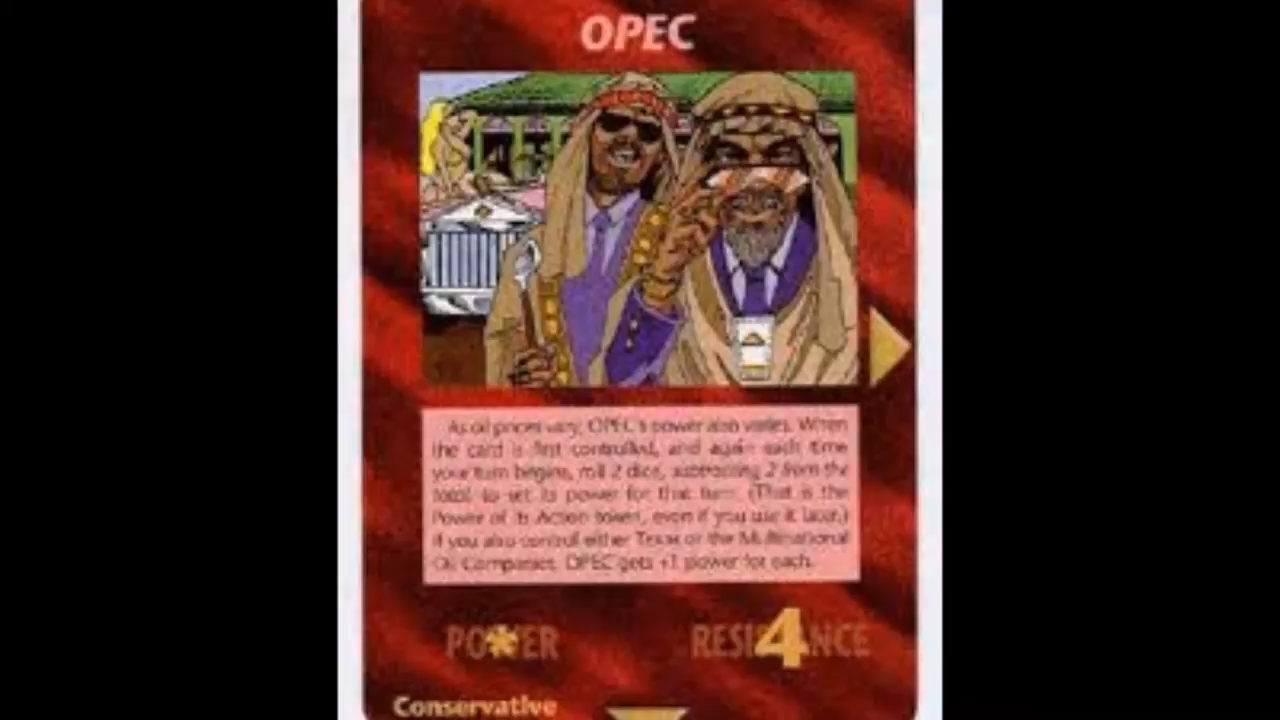 OPEC
As oil prices vary, OPEC's power also varies. When
the card is first controlled, and again each time
your turn begins, roll 2 dice, subtracting 2 from the
total to set its power for that turn. (That is the
Power of its Action token, even if you use it later.)
If you also control either Texas or the Multinational
Oil Companies, OPEC gets +1 power for each.
POWER *
RESISTANCE 4
Conservative